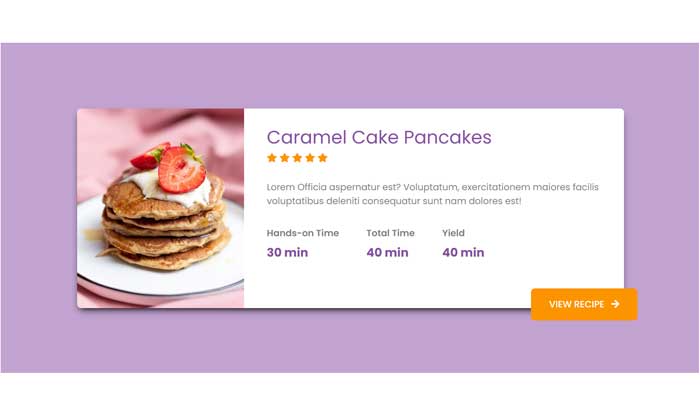 Caramel Cake Pancakes
Lorem Officia aspernatur est? Voluptatum, exercitationem maiores facilis
voluptatibus deleniti consequatur sunt nam dolores est!
Hands-on Time Total Time Yield
30 min 40 min 40 min
VIEW RECIPE